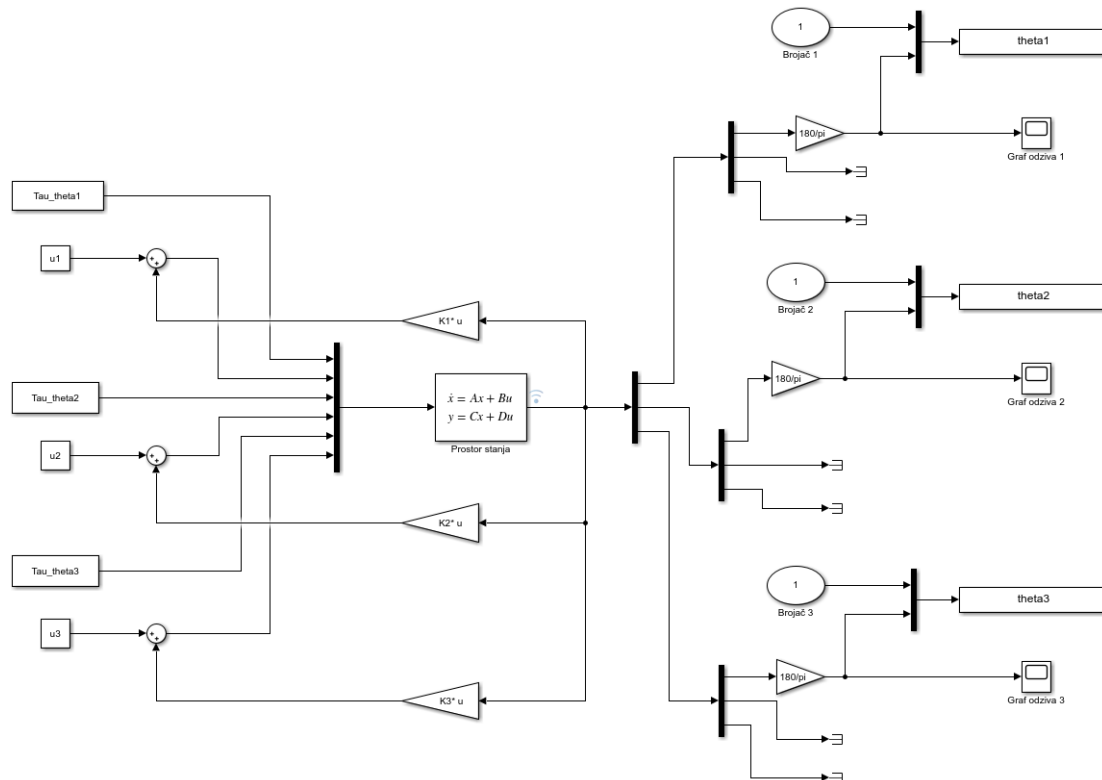 1
Brojač 1
theta1
180/pi
Graf odziva 1
Tau_theta1
u1
++
K1* u
1
Brojač 2
theta2
180/pi
Graf odziva 2
Tau_theta2
ẋ = Ax + Bu
y = Cx + Du
Prostor stanja
u2
++
K2* u
Tau_theta3
1
Brojač 3
theta3
u3
++
180/pi
Graf odziva 3
K3* u